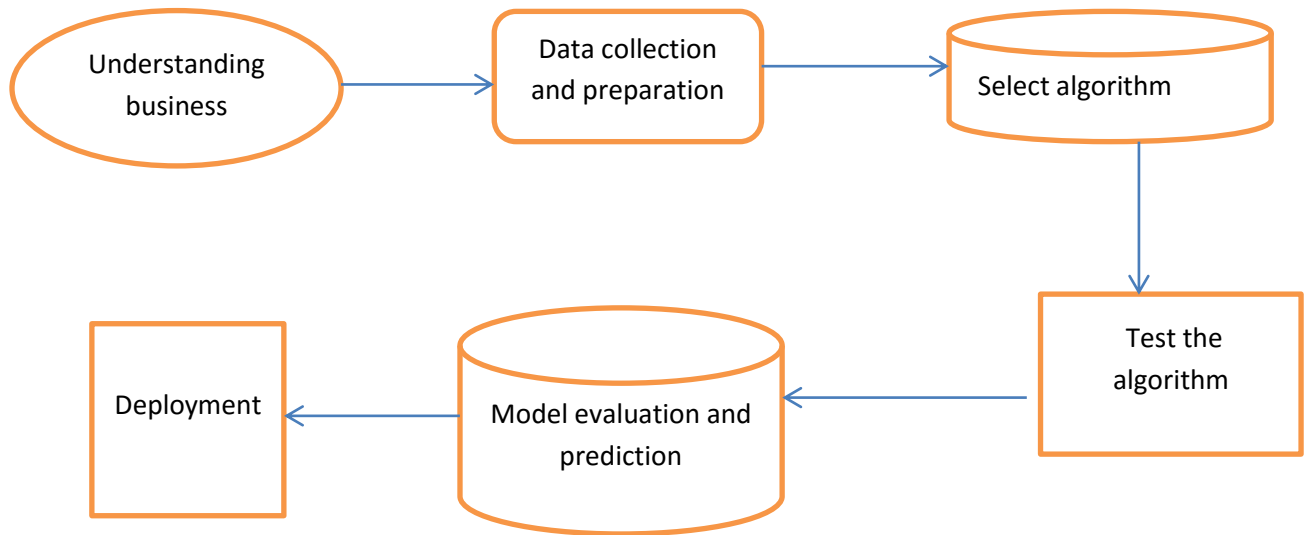 Understanding
business
Data collection
and preparation
Select algorithm
Test the
algorithm
Model evaluation and
prediction
Deployment